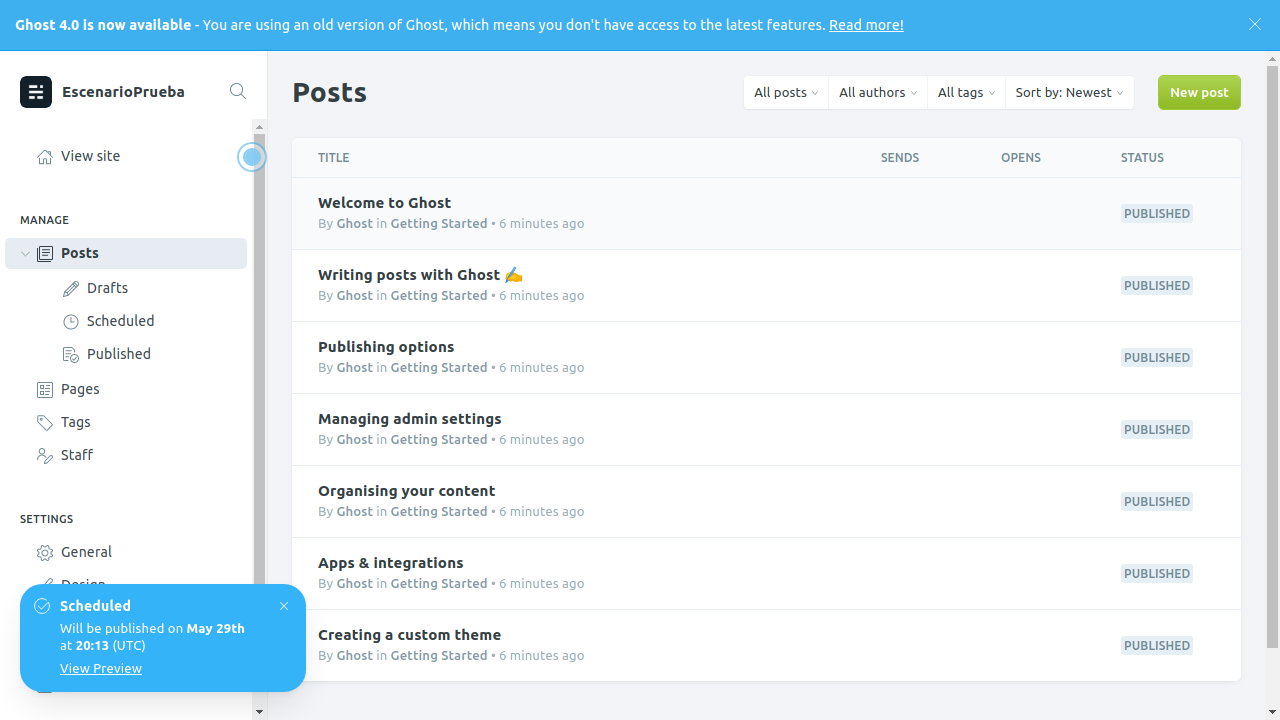 Ghost 4.0 is now available - You are using an old version of Ghost, which means you don't have access to the latest features. Read more!
EscenarioPrueba
View site
MANAGE
Posts
Drafts
Scheduled
Published
Pages
Tags
Staff
SETTINGS
General
Design
Scheduled
Will be published on May 29th
at 20:13 (UTC)
View Preview
Posts
All posts
All authors
All tags
Sort by: Newest
New post
TITLE SENDS OPENS STATUS
Welcome to Ghost
By Ghost in Getting Started • 6 minutes ago
PUBLISHED
Writing posts with Ghost ✍️
By Ghost in Getting Started • 6 minutes ago
PUBLISHED
Publishing options
By Ghost in Getting Started • 6 minutes ago
PUBLISHED
Managing admin settings
By Ghost in Getting Started • 6 minutes ago
PUBLISHED
Organising your content
By Ghost in Getting Started • 6 minutes ago
PUBLISHED
Apps & integrations
By Ghost in Getting Started • 6 minutes ago
PUBLISHED
Creating a custom theme
By Ghost in Getting Started • 6 minutes ago
PUBLISHED